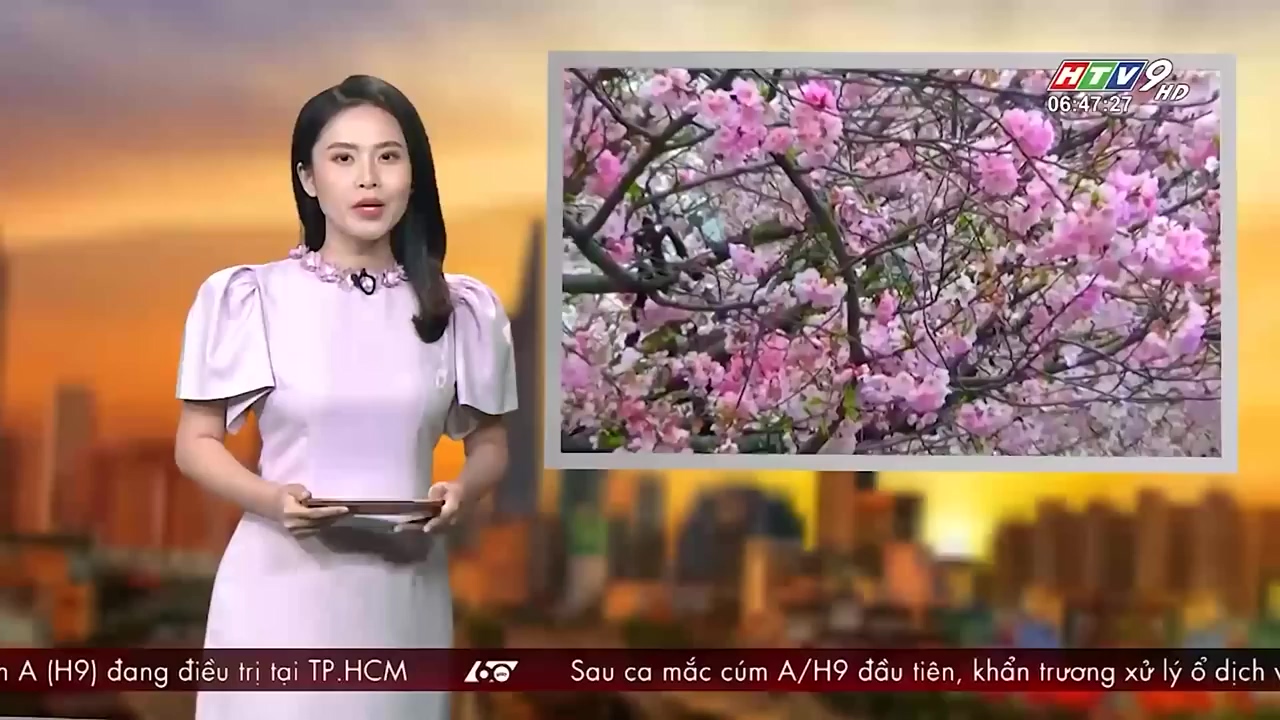 HTV9
HD
06:47:27
A (H9) đang điều trị tại TP.HCM 60 Sau ca mắc cúm A/H9 đầu tiên, khẩn trương xử lý ổ dịch